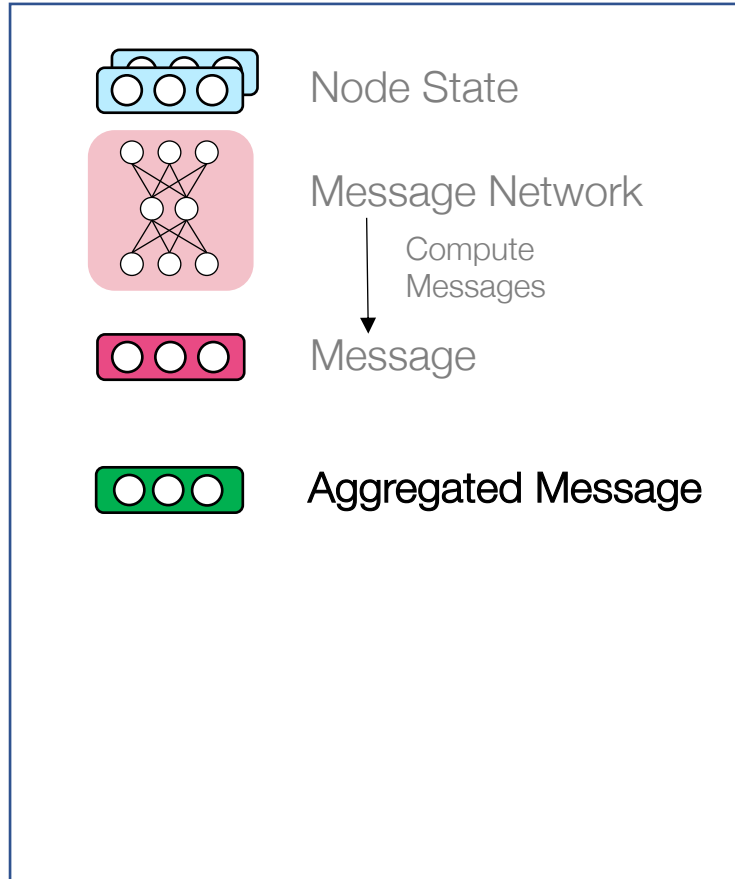 Node State
Message Network
Compute
Messages
Message
Aggregated Message